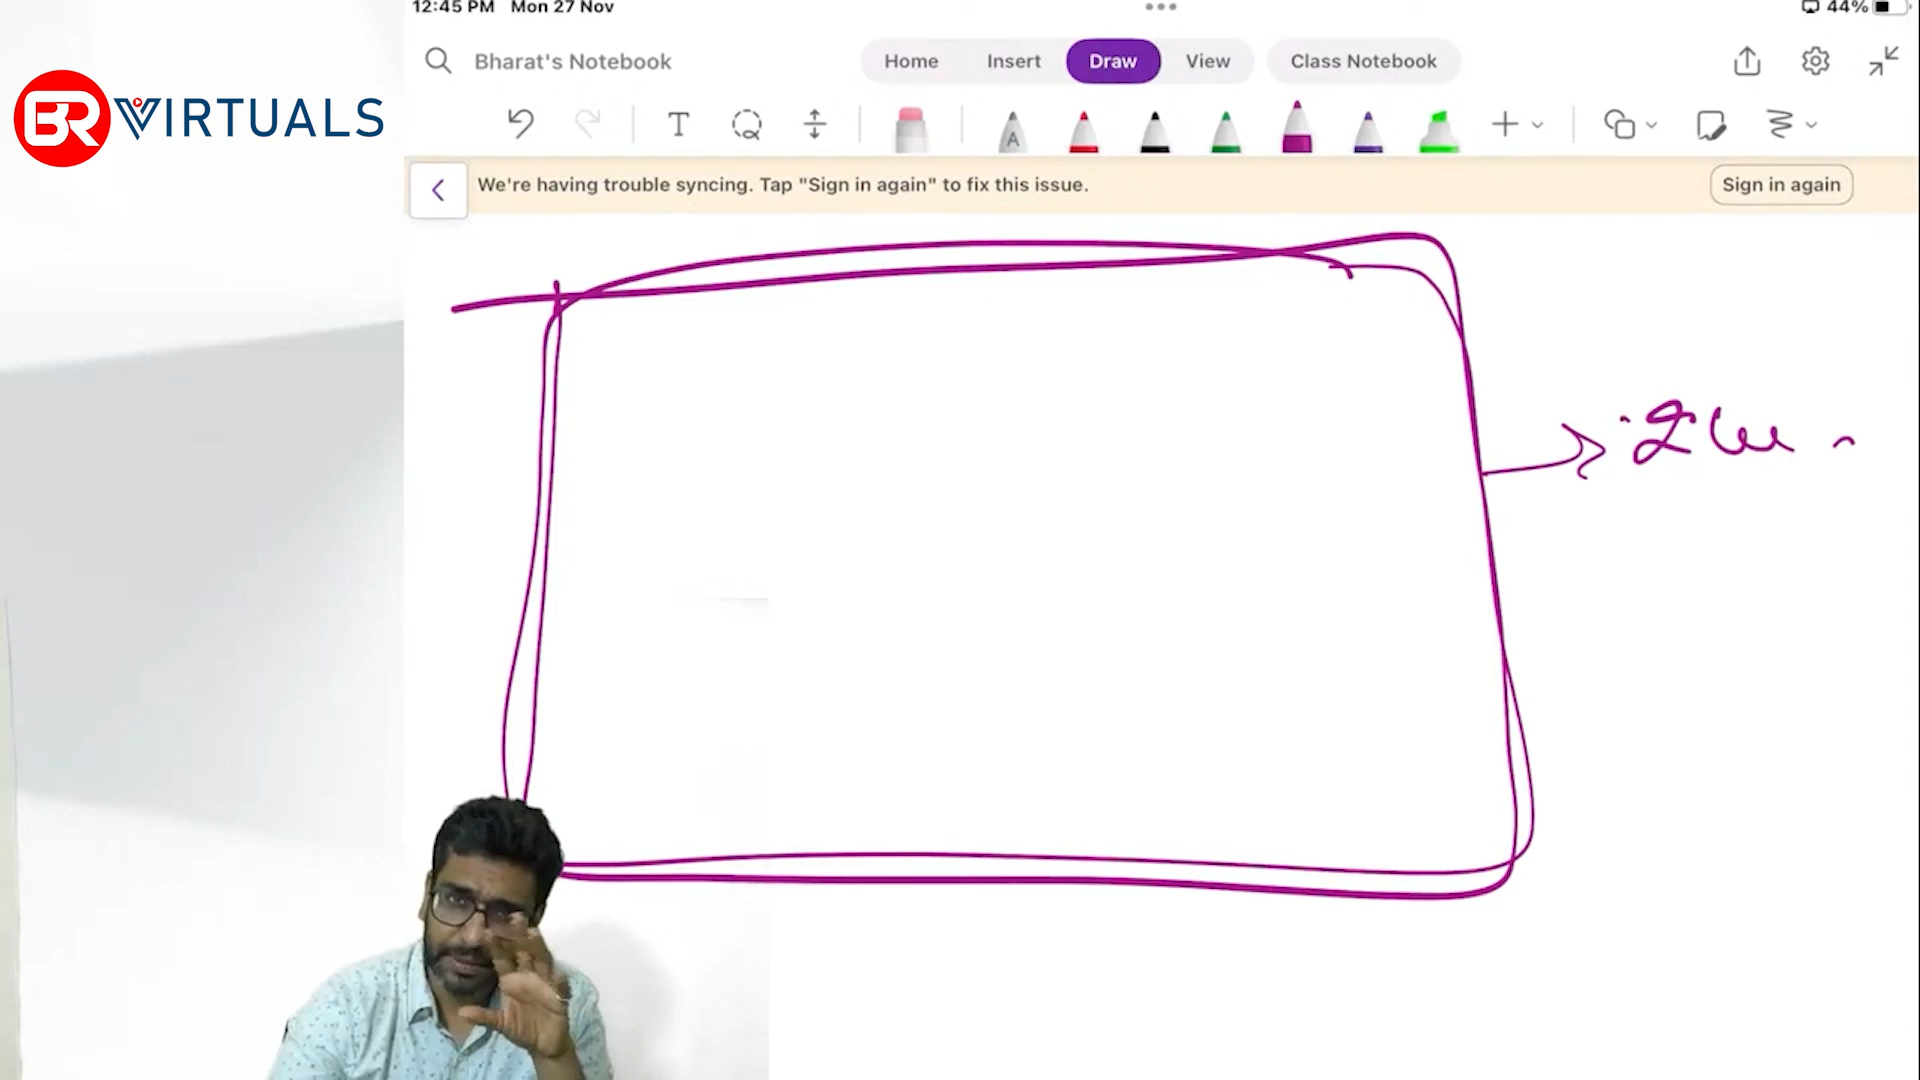 12:45 PM Mon 27 Nov
44%
BR VIRTUALS
Bharat's Notebook
Home Insert Draw View Class Notebook
T
A
We're having trouble syncing. Tap "Sign in again" to fix this issue.
Sign in again